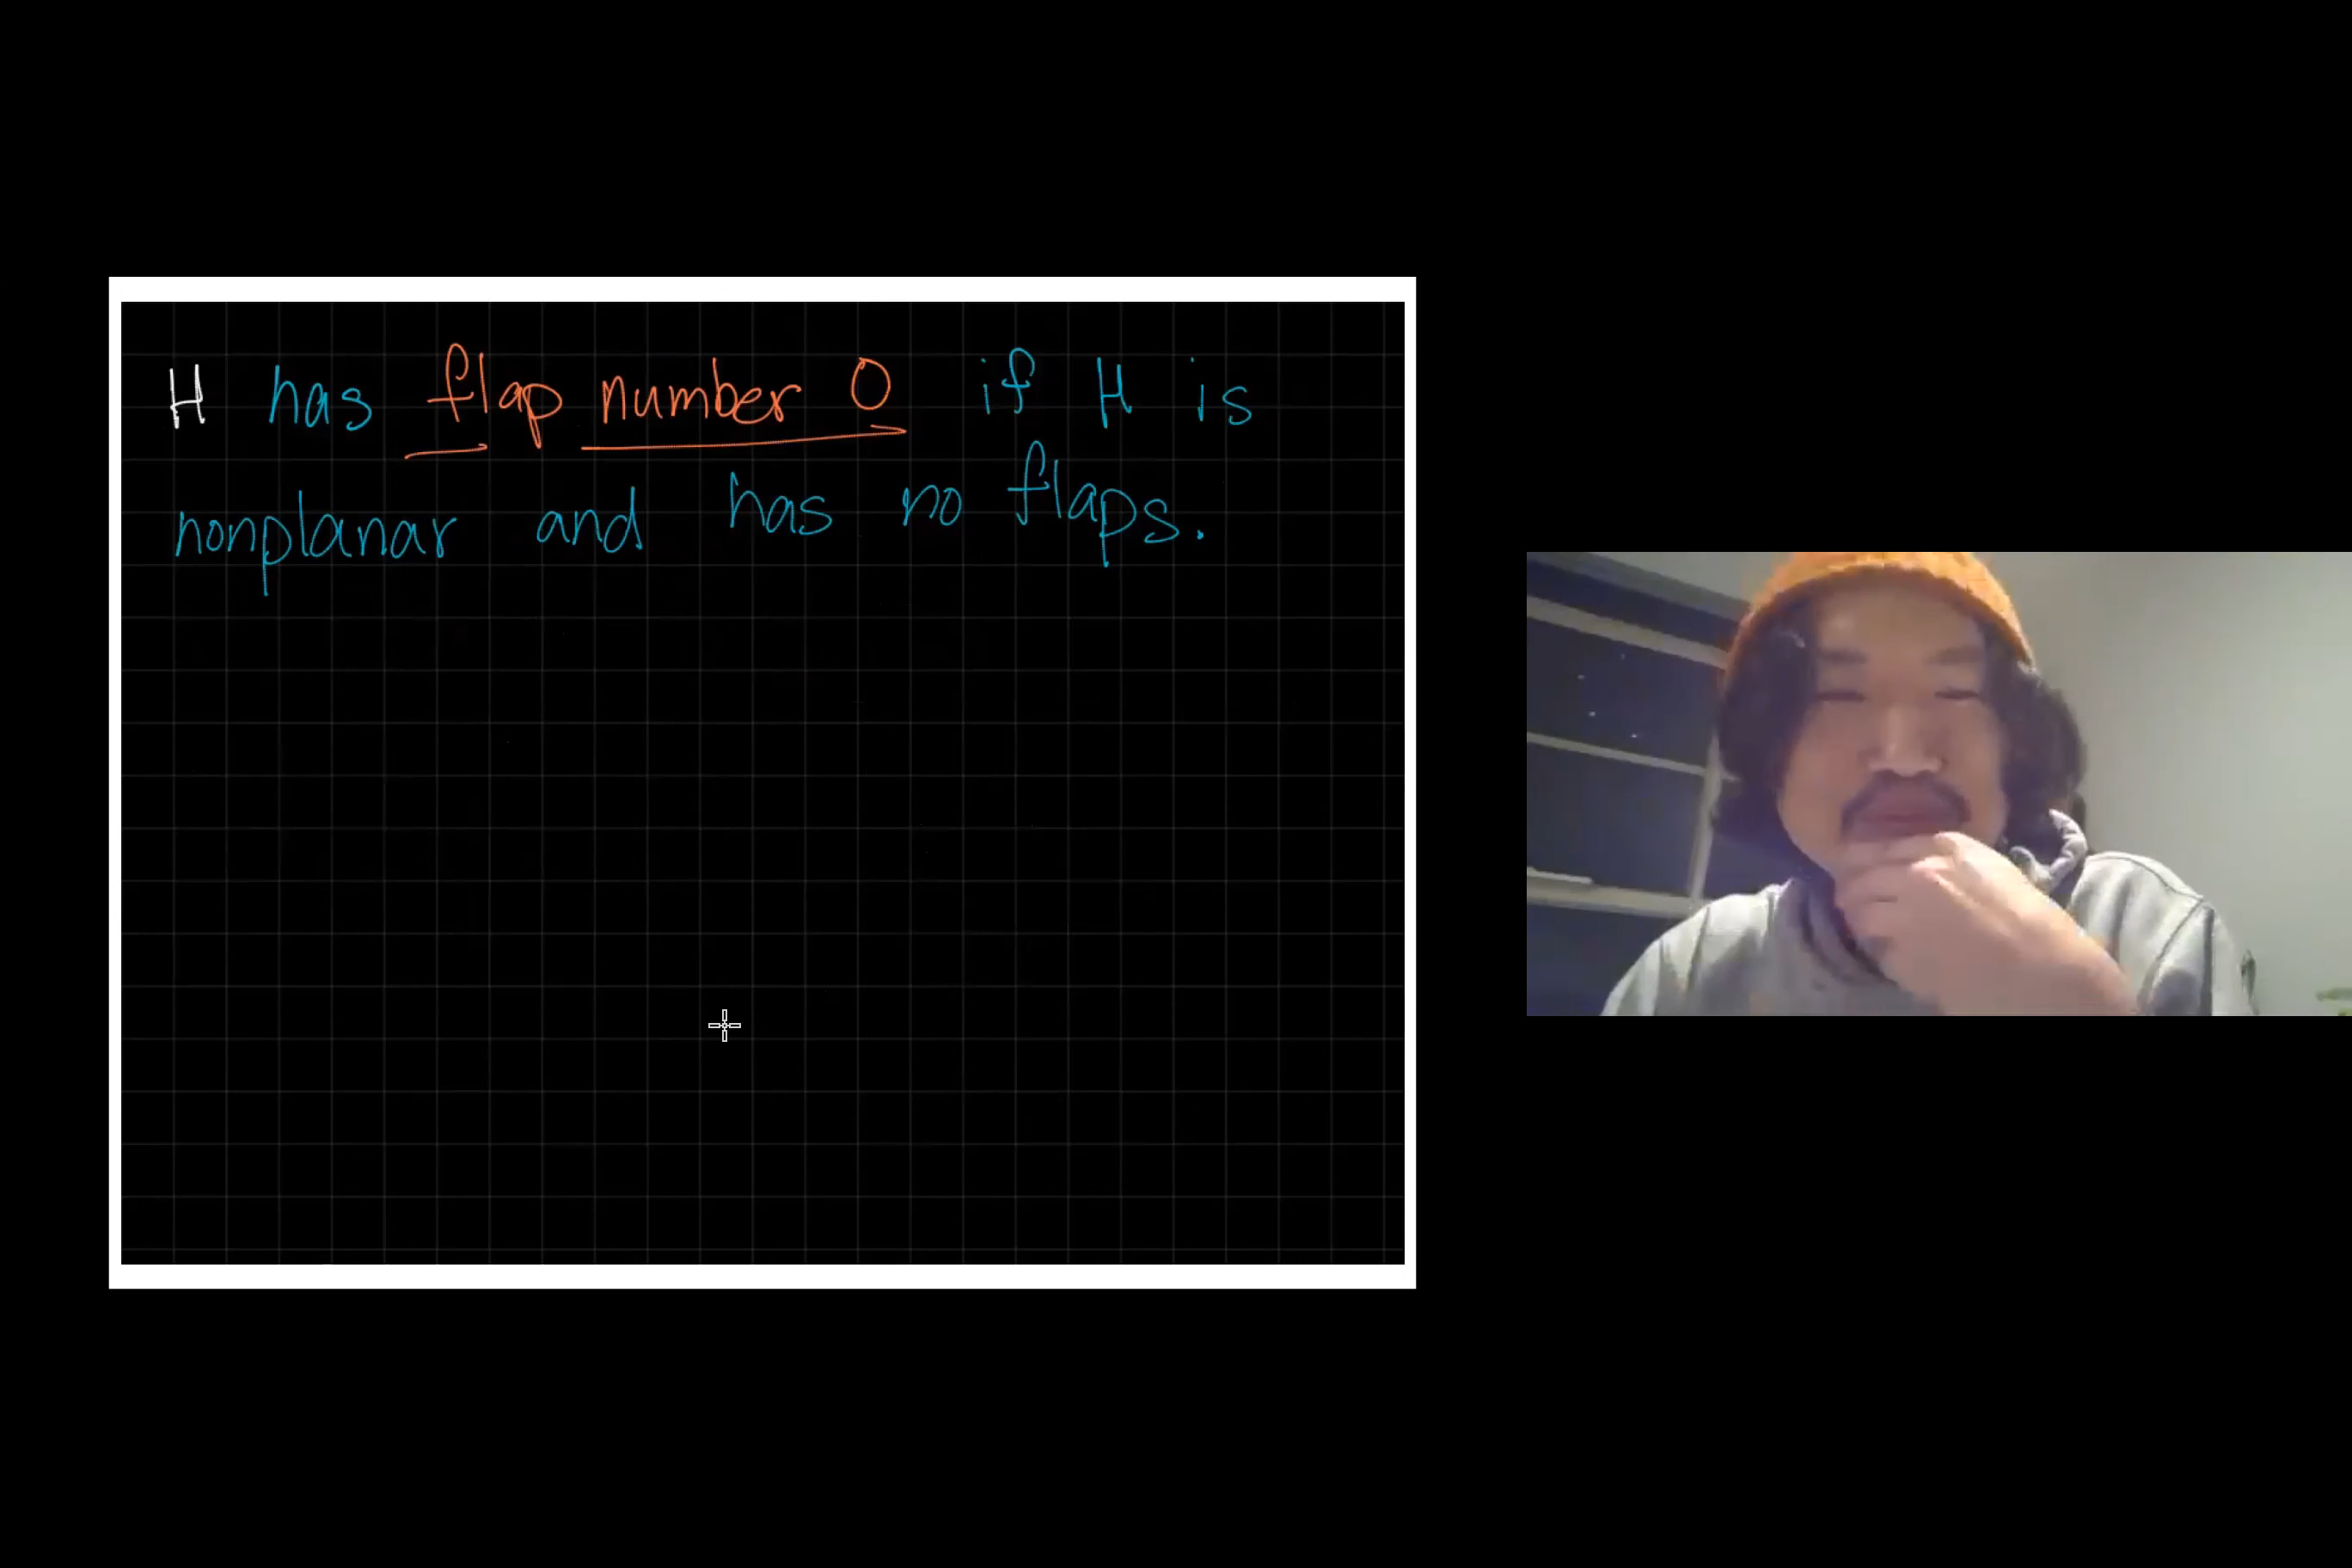 H has flap number 0 if H is
nonplanar and has no flaps.